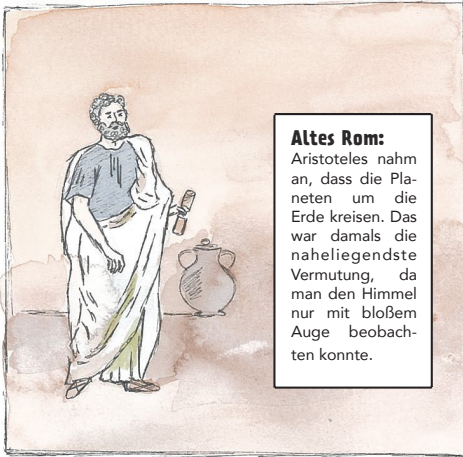 Altes Rom:
Aristoteles nahm
an, dass die Pla-
neten um die
Erde kreisen. Das
war damals die
naheliegendste
Vermutung, da
man den Himmel
nur mit bloßem
Auge beobach-
ten konnte.